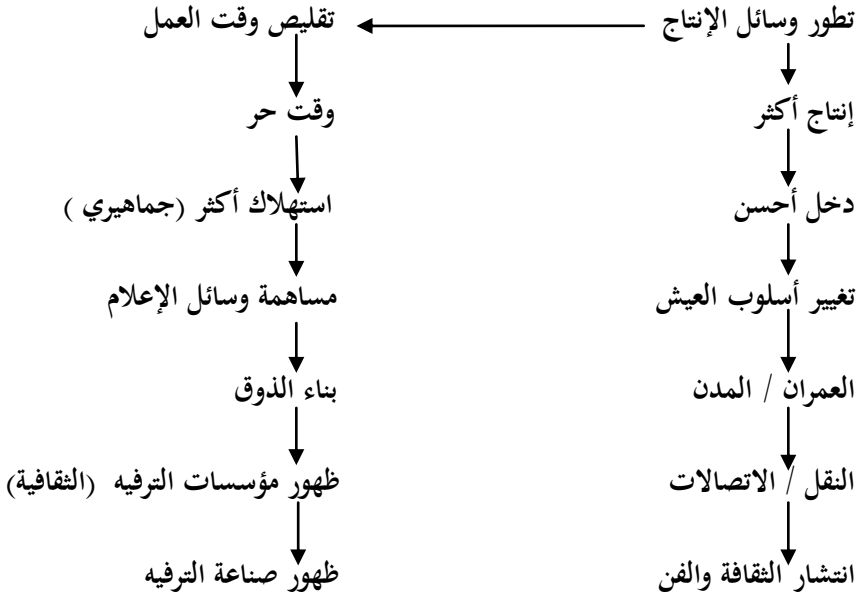 تطور وسائل الإنتاج تقليص وقت العمل
إنتاج أكثر وقت حر
دخل أحسن استهلاك أكثر (جماهيري )
تغيير أسلوب العيش مساهمة وسائل الإعلام
العمران / المدن بناء الذوق
النقل / الاتصالات ظهور مؤسسات الترفيه (الثقافية)
انتشار الثقافة والفن ظهور صناعة الترفيه